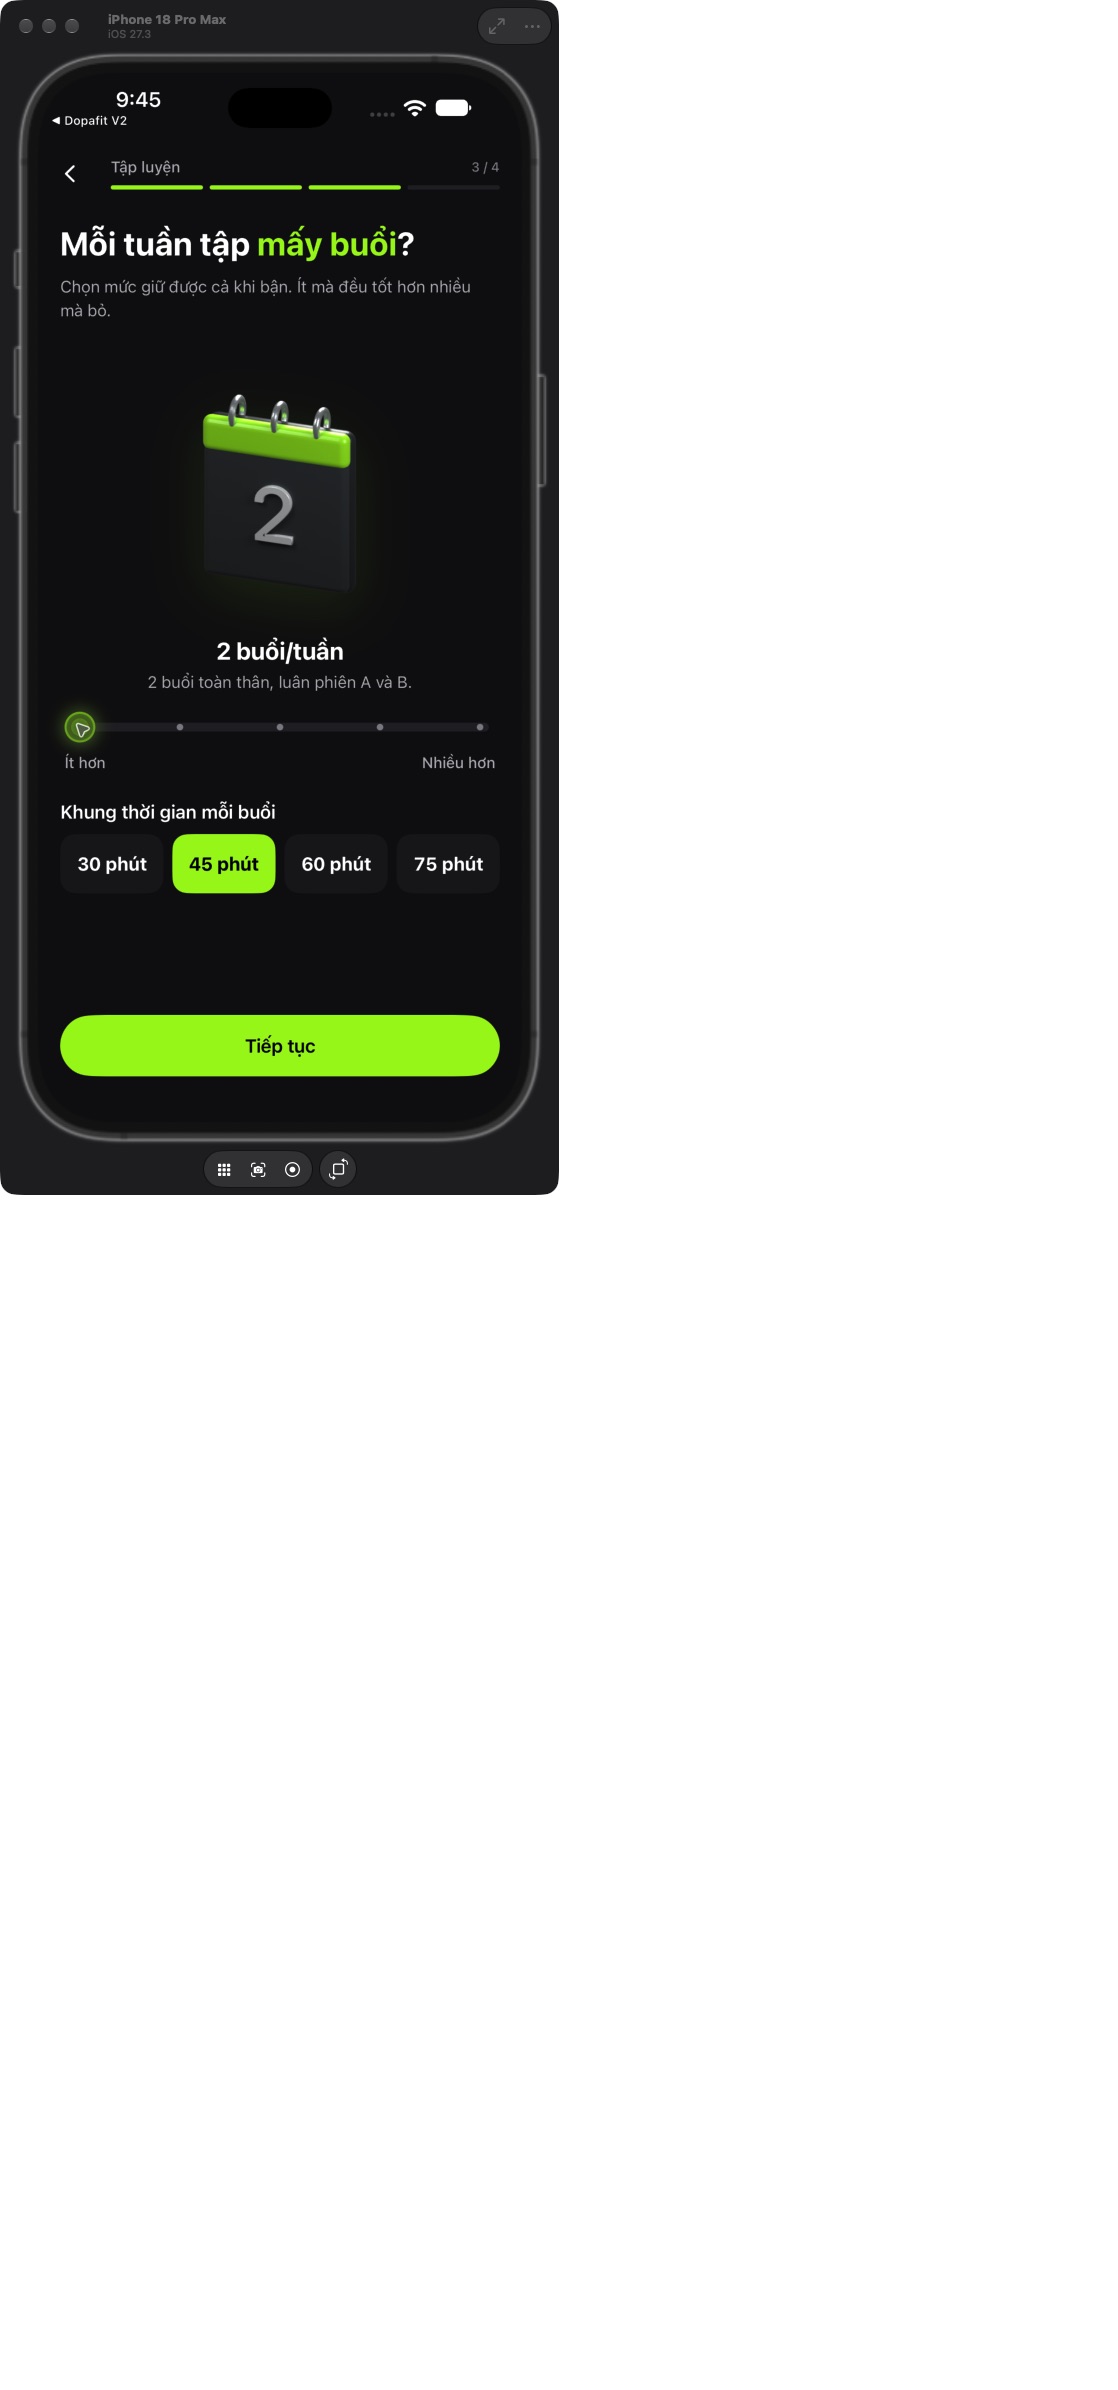 iPhone 18 Pro Max
iOS 27.3
9:45
◀ Dopafit V2
Tập luyện
3 / 4
Mỗi tuần tập mấy buổi?
Chọn mức giữ được cả khi bận. Ít mà đều tốt hơn nhiều
mà bỏ.
2
2 buổi/tuần
2 buổi toàn thân, luân phiên A và B.
Ít hơn
Nhiều hơn
Khung thời gian mỗi buổi
30 phút
45 phút
60 phút
75 phút
Tiếp tục